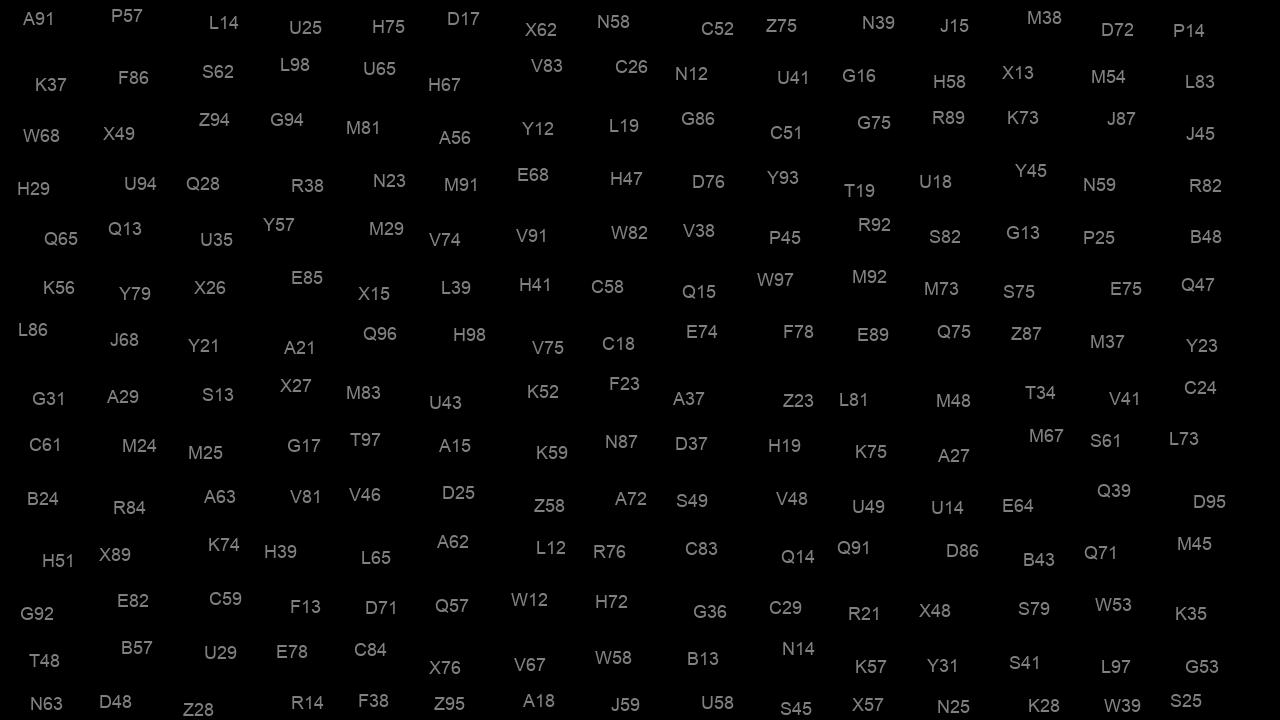 A91 P57 L14 U25 H75 D17 X62 N58 C52 Z75 N39 J15 M38 D72 P14
K37 F86 S62 L98 U65 H67 V83 C26 N12 U41 G16 H58 X13 M54 L83
W68 X49 Z94 G94 M81 A56 Y12 L19 G86 C51 G75 R89 K73 J87 J45
H29 U94 Q28 R38 N23 M91 E68 H47 D76 Y93 T19 U18 Y45 N59 R82
Q65 Q13 U35 Y57 M29 V74 V91 W82 V38 P45 R92 S82 G13 P25 B48
K56 Y79 X26 E85 X15 L39 H41 C58 Q15 W97 M92 M73 S75 E75 Q47
L86 J68 Y21 A21 Q96 H98 V75 C18 E74 F78 E89 Q75 Z87 M37 Y23
G31 A29 S13 X27 M83 U43 K52 F23 A37 Z23 L81 M48 T34 V41 C24
C61 M24 M25 G17 T97 A15 K59 N87 D37 H19 K75 A27 M67 S61 L73
B24 R84 A63 V81 V46 D25 Z58 A72 S49 V48 U49 U14 E64 Q39 D95
H51 X89 K74 H39 L65 A62 L12 R76 C83 Q14 Q91 D86 B43 Q71 M45
G92 E82 C59 F13 D71 Q57 W12 H72 G36 C29 R21 X48 S79 W53 K35
T48 B57 U29 E78 C84 X76 V67 W58 B13 N14 K57 Y31 S41 L97 G53
N63 D48 Z28 R14 F38 Z95 A18 J59 U58 S45 X57 N25 K28 W39 S25